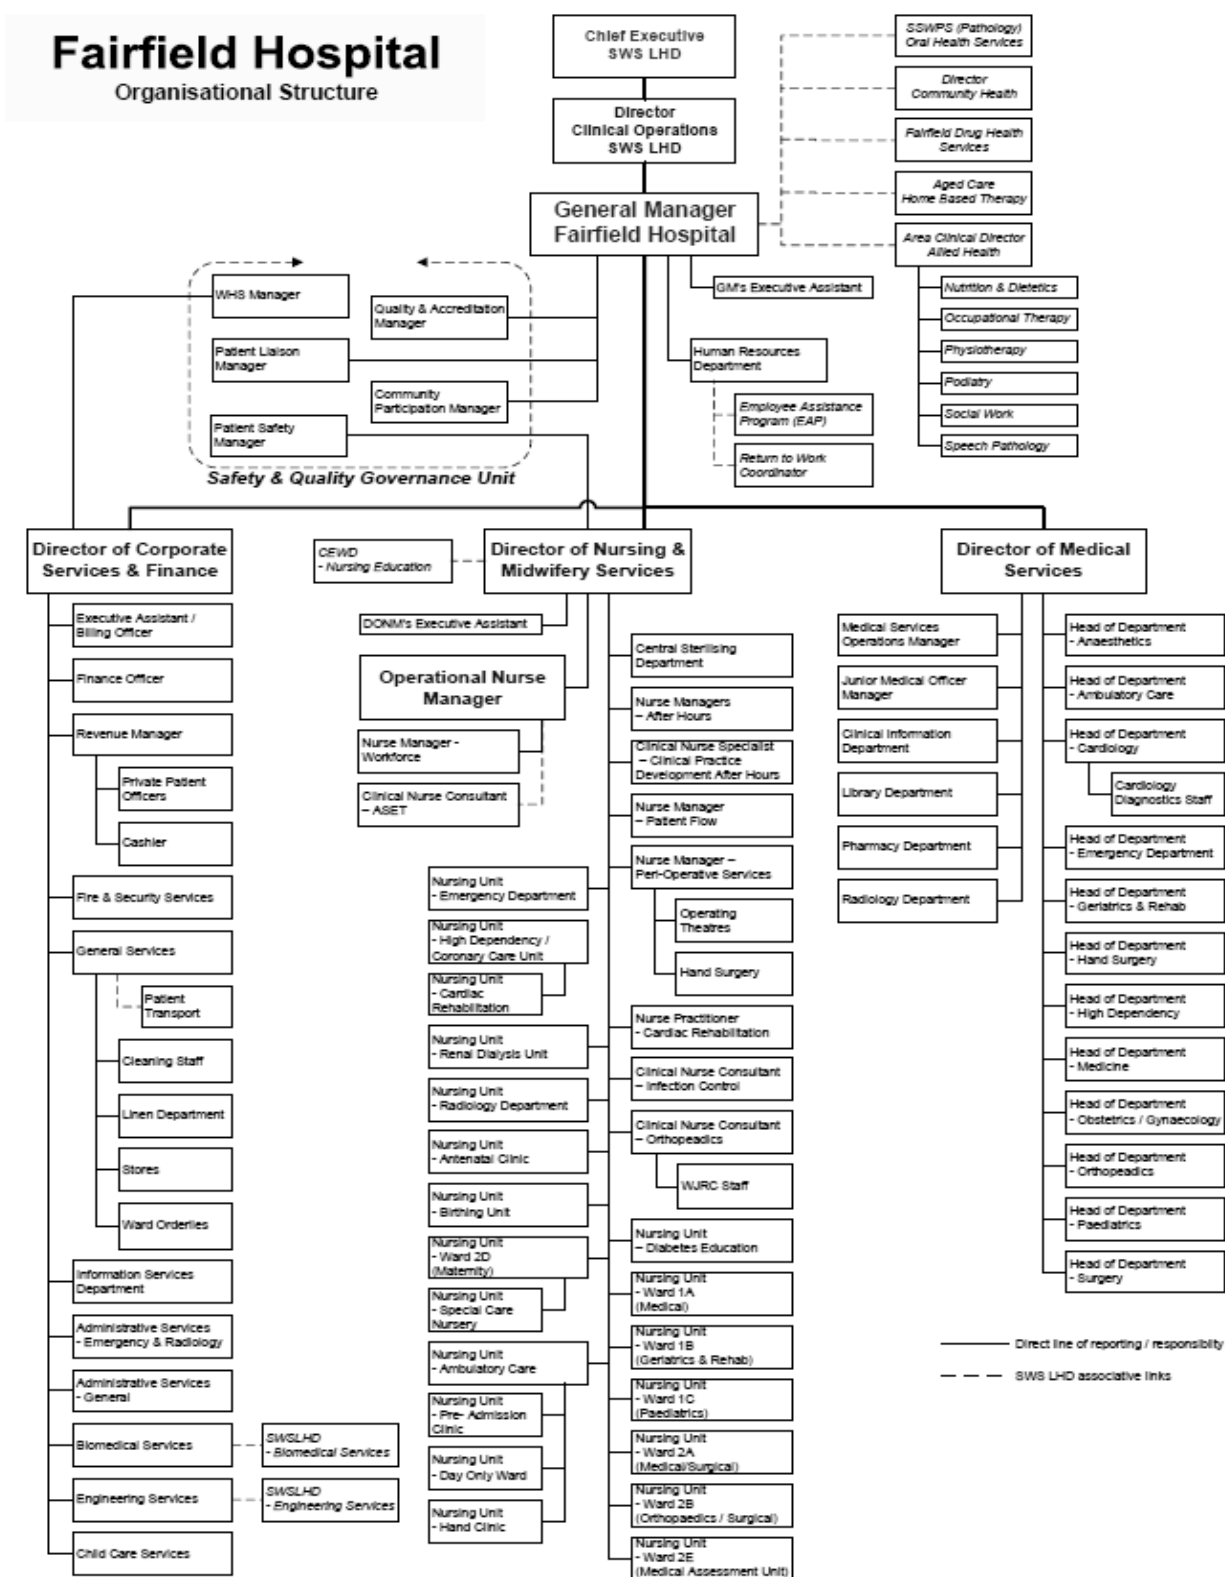 Fairfield Hospital
Organisational Structure
Chief Executive
SWS LHD
Director
Clinical Operations
SWS LHD
General Manager
Fairfield Hospital
SSWPS (Pathology)
Oral Health Services
Director
Community Health
Fairfield Drug Health
Services
Aged Care
Home Based Therapy
Area Clinical Director
Allied Health
Nutrition & Dietetics
Occupational Therapy
Physiotherapy
Podiatry
Social Work
Speech Pathology
GM's Executive Assistant
Human Resources
Department
Employee Assistance
Program (EAP)
Return to Work
Coordinator
WHS Manager
Quality & Accreditation
Manager
Patient Liaison
Manager
Community
Participation Manager
Patient Safety
Manager
Safety & Quality Governance Unit
Director of Corporate
Services & Finance
Executive Assistant /
Billing Officer
Finance Officer
Revenue Manager
Private Patient
Officers
Cashier
Fire & Security Services
General Services
Patient
Transport
Cleaning Staff
Linen Department
Stores
Ward Orderlies
Information Services
Department
Administrative Services
- Emergency & Radiology
Administrative Services
- General
Biomedical Services
SWSLHD
- Biomedical Services
Engineering Services
SWSLHD
- Engineering Services
Child Care Services
CEWD
- Nursing Education
Director of Nursing &
Midwifery Services
DONM's Executive Assistant
Operational Nurse
Manager
Nurse Manager -
Workforce
Clinical Nurse Consultant
– ASET
Nursing Unit
- Emergency Department
Nursing Unit
- High Dependency /
Coronary Care Unit
Nursing Unit
- Cardiac
Rehabilitation
Nursing Unit
- Renal Dialysis Unit
Nursing Unit
- Radiology Department
Nursing Unit
- Antenatal Clinic
Nursing Unit
- Birthing Unit
Nursing Unit
- Ward 2D
(Maternity)
Nursing Unit
- Special Care
Nursery
Nursing Unit
- Ambulatory Care
Nursing Unit
- Pre- Admission
Clinic
Nursing Unit
- Day Only Ward
Nursing Unit
- Hand Clinic
Central Sterilising
Department
Nurse Managers
– After Hours
Clinical Nurse Specialist
– Clinical Practice
Development After Hours
Nurse Manager
– Patient Flow
Nurse Manager –
Peri-Operative Services
Operating
Theatres
Hand Surgery
Nurse Practitioner
- Cardiac Rehabilitation
Clinical Nurse Consultant
– Infection Control
Clinical Nurse Consultant
– Orthopeadics
WJRC Staff
Nursing Unit
– Diabetes Education
Nursing Unit
- Ward 1A
(Medical)
Nursing Unit
- Ward 1B
(Geriatrics & Rehab)
Nursing Unit
- Ward 1C
(Paediatrics)
Nursing Unit
- Ward 2A
(Medical/Surgical)
Nursing Unit
- Ward 2B
(Orthopaedics / Surgical)
Nursing Unit
- Ward 2E
(Medical Assessment Unit)
Director of Medical
Services
Medical Services
Operations Manager
Junior Medical Officer
Manager
Clinical Information
Department
Library Department
Pharmacy Department
Radiology Department
Head of Department
- Anaesthetics
Head of Department
- Ambulatory Care
Head of Department
- Cardiology
Cardiology
Diagnostics Staff
Head of Department
- Emergency Department
Head of Department
- Geriatrics & Rehab
Head of Department
- Hand Surgery
Head of Department
- High Dependency
Head of Department
- Medicine
Head of Department
- Obstetrics / Gynaecology
Head of Department
- Orthopeadics
Head of Department
- Paediatrics
Head of Department
- Surgery
Direct line of reporting / responsiblity
SWS LHD associative links